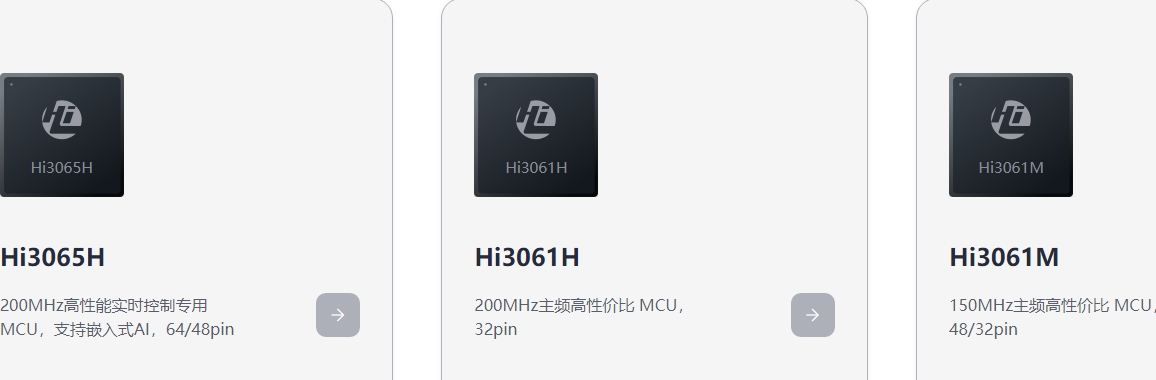 Hi
Hi3065H
Hi3065H
200MHz高性能实时控制专用
MCU，支持嵌入式AI，64/48pin
Hi
Hi3061H
Hi3061H
200MHz主频高性价比 MCU，
32pin
Hi
Hi3061M
Hi3061M
150MHz主频高性价比 MCU，
48/32pin